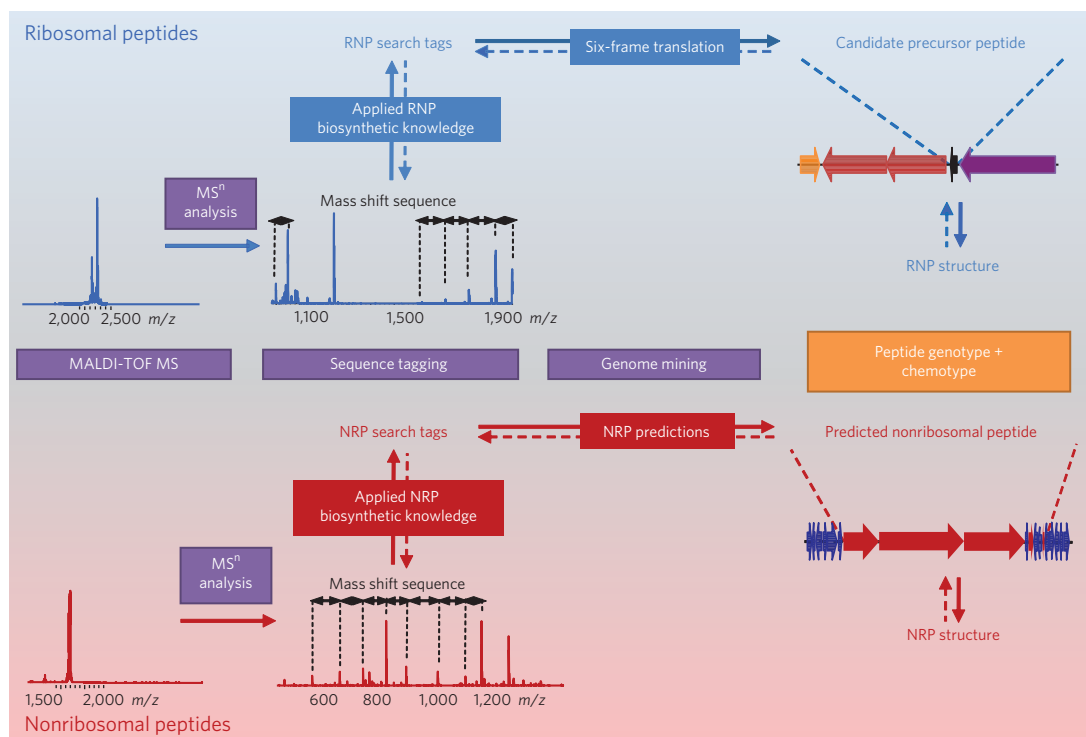 Ribosomal peptides
RNP search tags
Six-frame translation
Candidate precursor peptide
Applied RNP
biosynthetic knowledge
MSⁿ
analysis
Mass shift sequence
RNP structure
2,000 2,500 m/z
1,100 1,500 1,900 m/z
MALDI-TOF MS
Sequence tagging
Genome mining
Peptide genotype +
chemotype
NRP search tags
NRP predictions
Predicted nonribosomal peptide
Applied NRP
biosynthetic knowledge
MSⁿ
analysis
Mass shift sequence
NRP structure
1,500 2,000 m/z
600 800 1,000 1,200 m/z
Nonribosomal peptides